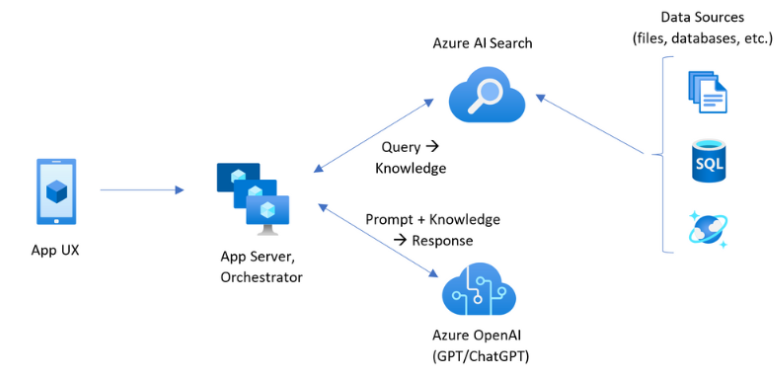 Data Sources
(files, databases, etc.)
Azure AI Search
SQL
Query →
Knowledge
Prompt + Knowledge
→ Response
App UX
App Server,
Orchestrator
Azure OpenAI
(GPT/ChatGPT)